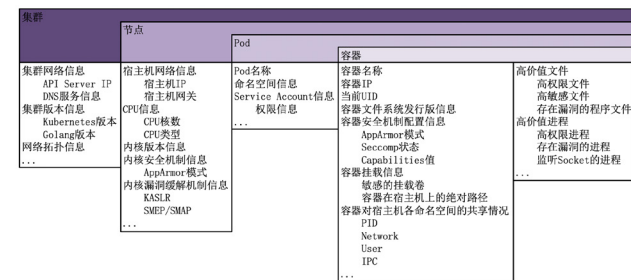 集群
节点
Pod
容器
集群网络信息
API Server IP
DNS服务信息
集群版本信息
Kubernetes版本
Golang版本
网络拓扑信息
...
宿主机网络信息
宿主机IP
宿主机网关
CPU信息
CPU核数
CPU类型
内核版本信息
内核安全机制信息
AppArmor模式
内核漏洞缓解机制信息
KASLR
SMEP/SMAP
...
Pod名称
命名空间信息
Service Account信息
权限信息
...
容器名称
容器IP
当前UID
容器文件系统发行版信息
容器安全机制配置信息
AppArmor模式
Seccomp状态
Capabilities值
容器挂载信息
敏感的挂载卷
容器在宿主机上的绝对路径
容器对宿主机各命名空间的共享情况
PID
Network
User
IPC
...
高价值文件
高权限文件
高敏感文件
存在漏洞的程序文件
高价值进程
高权限进程
存在漏洞的进程
监听Socket的进程
...